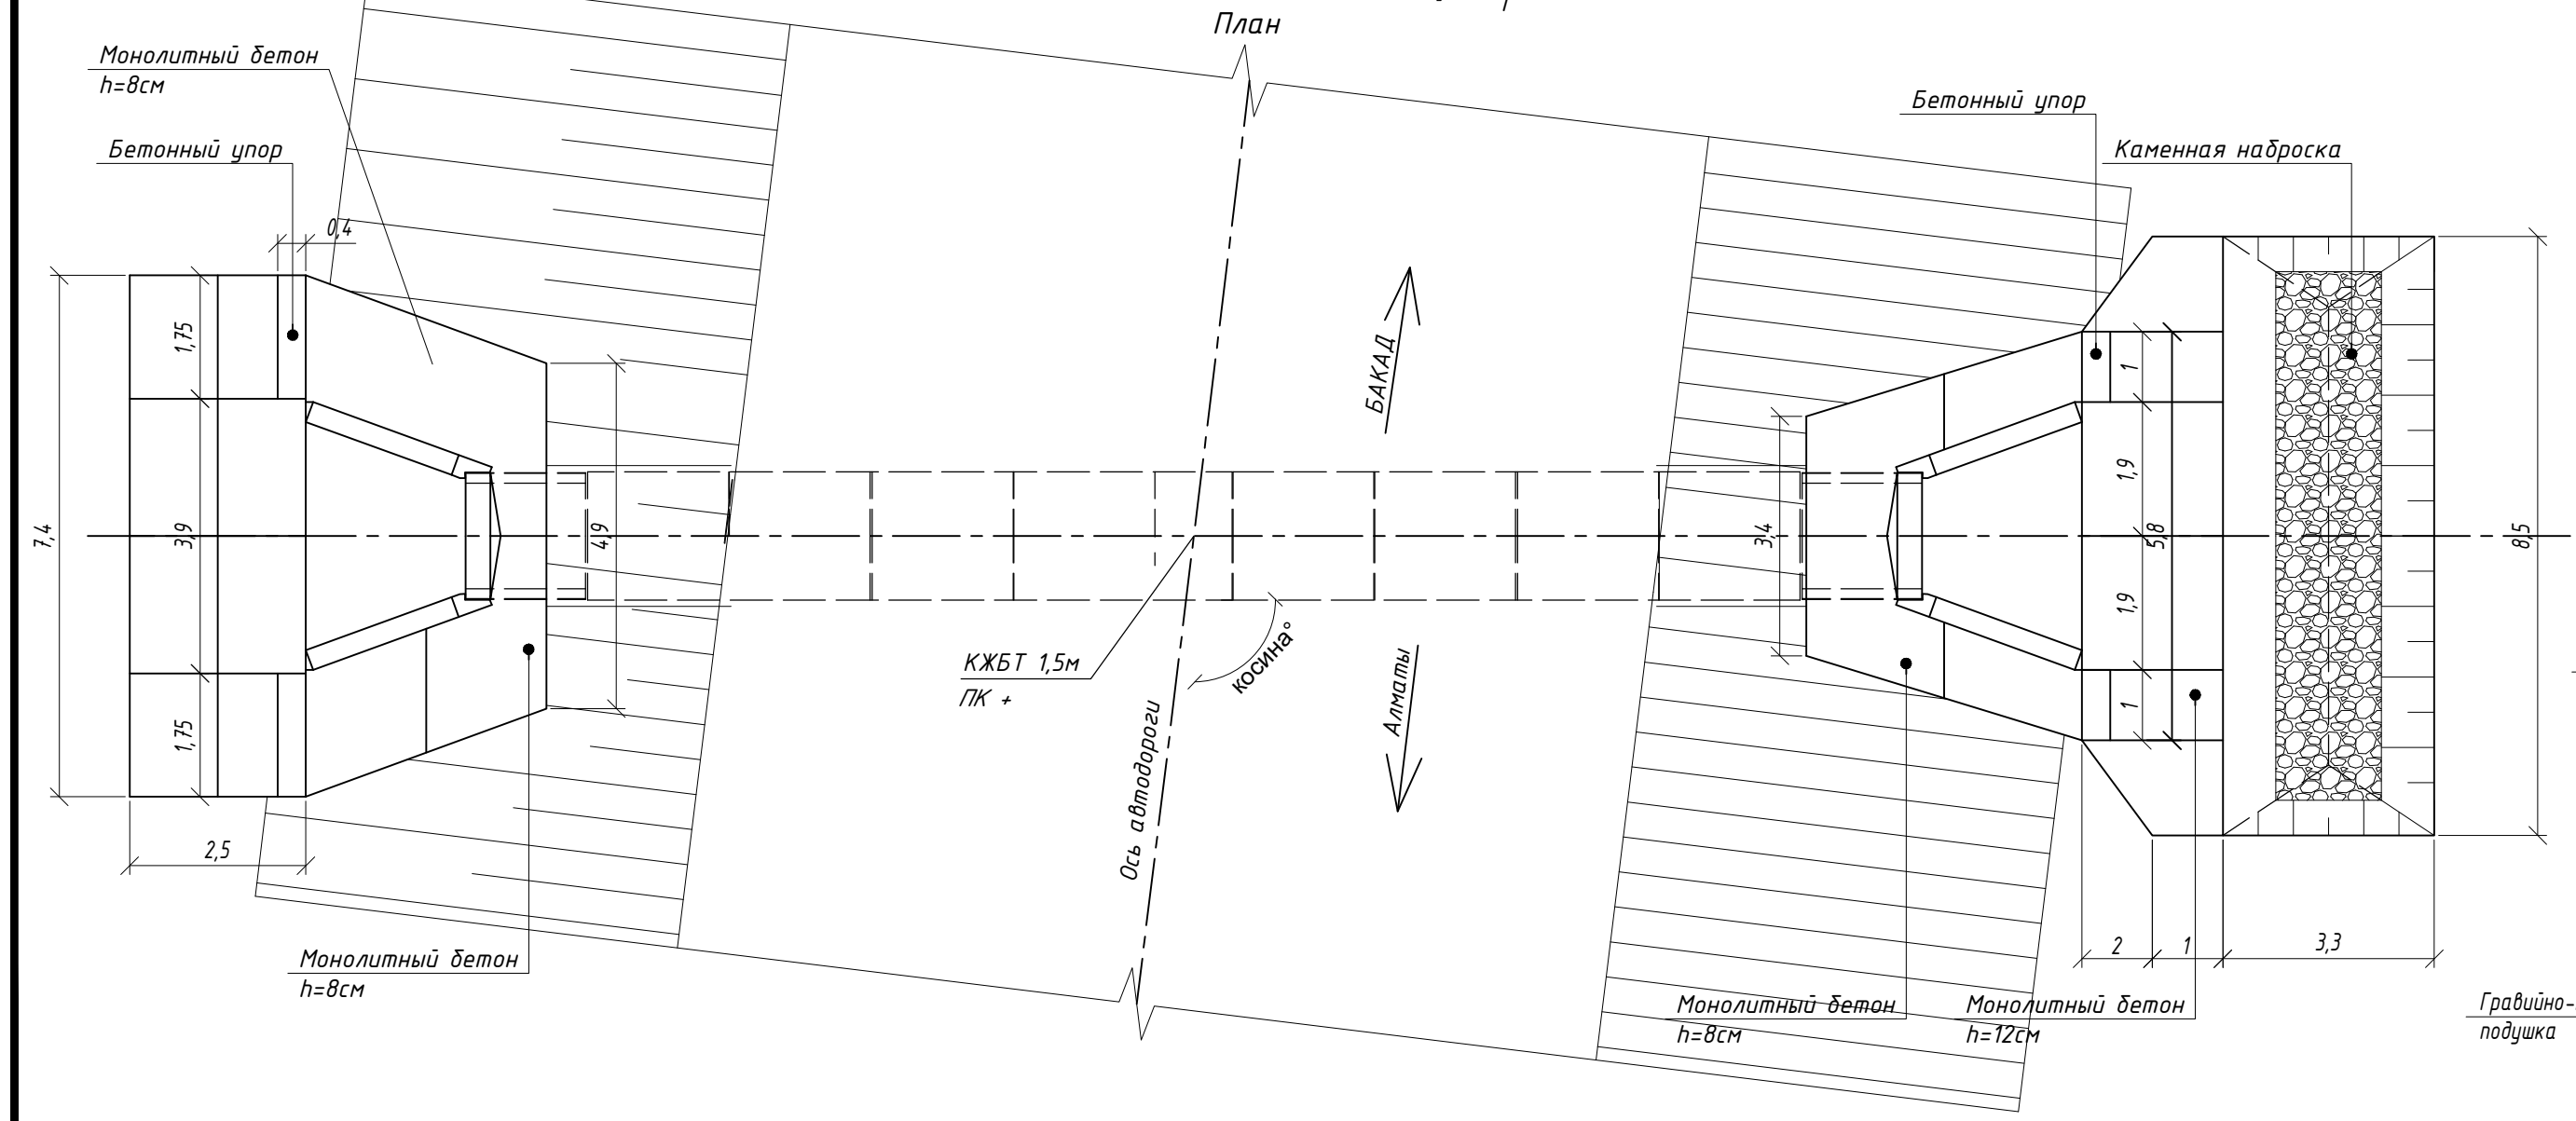 План
Монолитный бетон
h=8см
Бетонный упор
0,4
1,75
3,9
1,75
7,4
2,5
4,9
Монолитный бетон
h=8см
БАКАД
КЖБТ 1,5м
ПК +
косина°
Алматы
Ось автодороги
Бетонный упор
Каменная наброска
3,4
1
1,9
5,8
1,9
1
8,5
2
1
3,3
Монолитный бетон
h=8см
Монолитный бетон
h=12см
Гравийно-
подушка